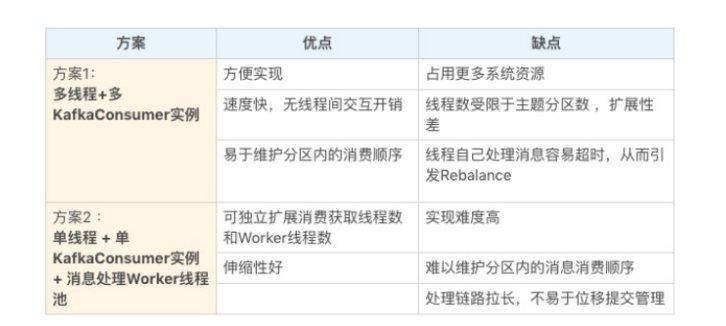 方案 优点 缺点
方案1:
多线程+多
KafkaConsumer实例
方便实现
占用更多系统资源
速度快，无线程间交互开销
线程数受限于主题分区数 ，扩展性
差
易于维护分区内的消费顺序
线程自己处理消息容易超时，从而引
发Rebalance
方案2 ：
单线程 + 单
KafkaConsumer实例
+ 消息处理Worker线程
池
可独立扩展消费获取线程数
和Worker线程数
实现难度高
伸缩性好
难以维护分区内的消息消费顺序
处理链路拉长，不易于位移提交管理